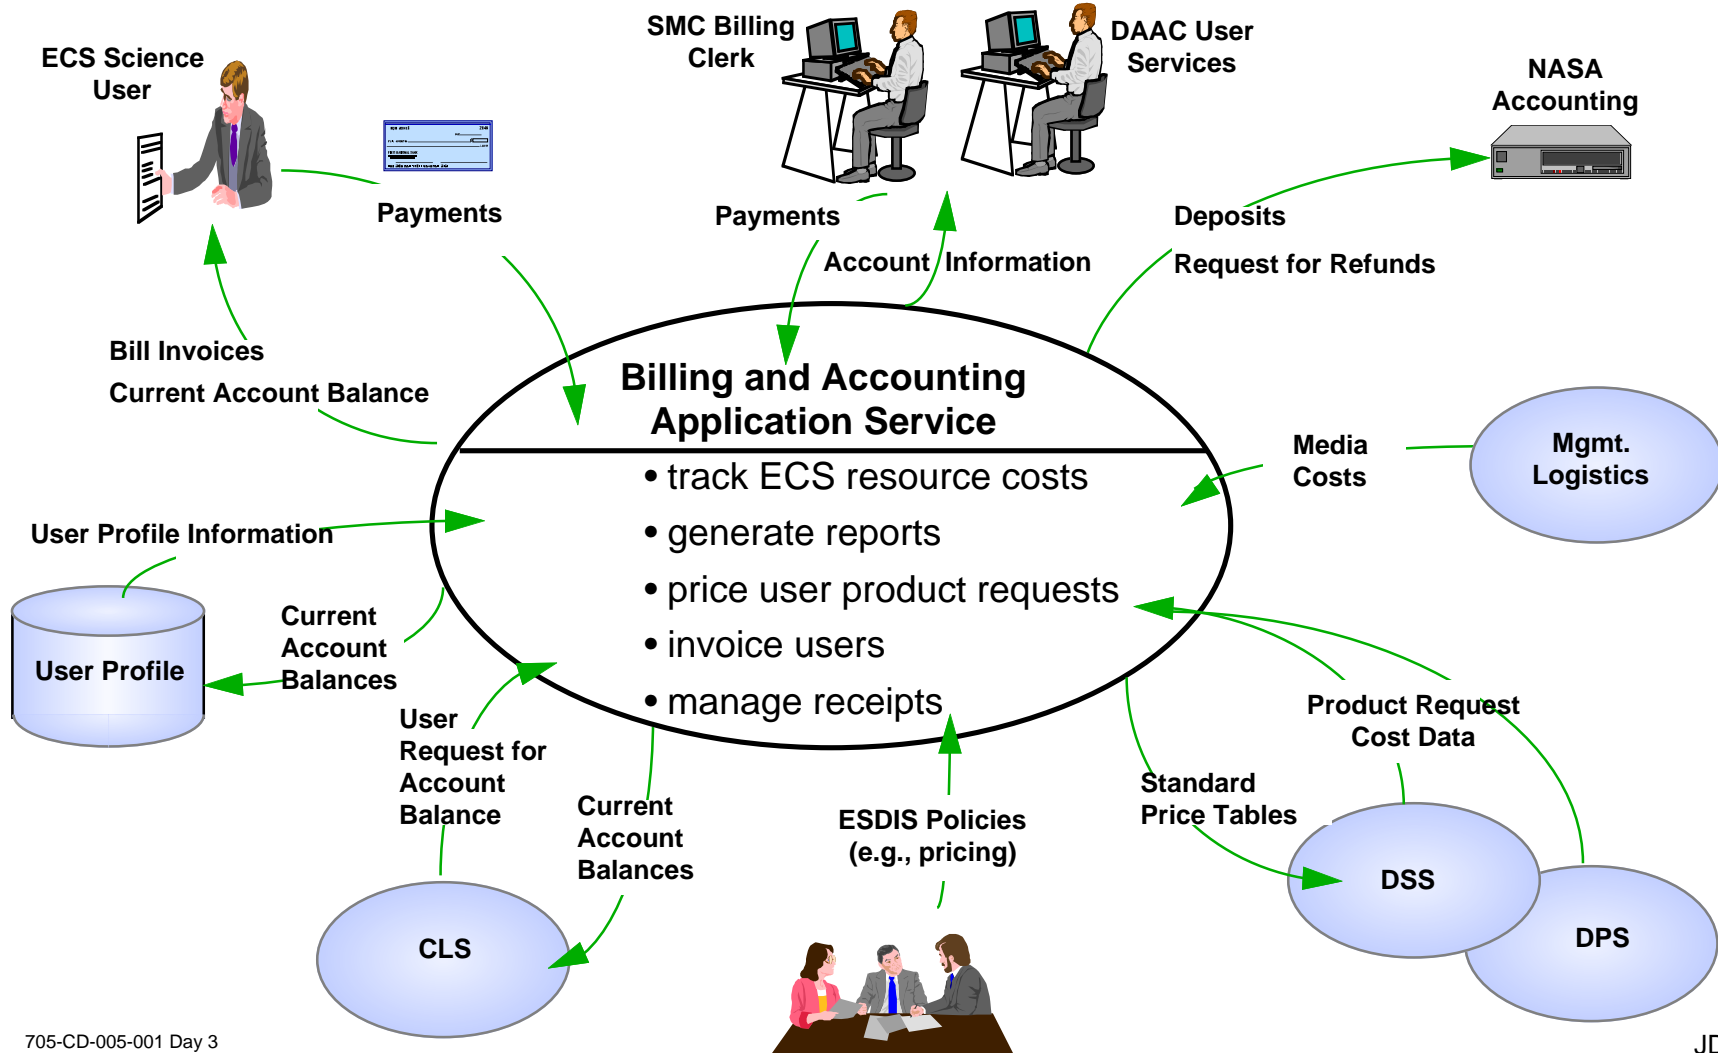 SMC Billing
Clerk
DAAC User
Services
ECS Science
User
NASA
Accounting
Payments
Payments
Deposits
Account Information
Request for Refunds
Bill Invoices
Current Account Balance
Billing and Accounting
Application Service
• track ECS resource costs
• generate reports
• price user product requests
• invoice users
• manage receipts
Media
Costs
Mgmt.
Logistics
User Profile Information
User Profile
Current
Account
Balances
User
Request for
Account
Balance
Current
Account
Balances
ESDIS Policies
(e.g., pricing)
Standard
Price Tables
Product Request
Cost Data
CLS
DSS
DPS
705-CD-005-001 Day 3
JD